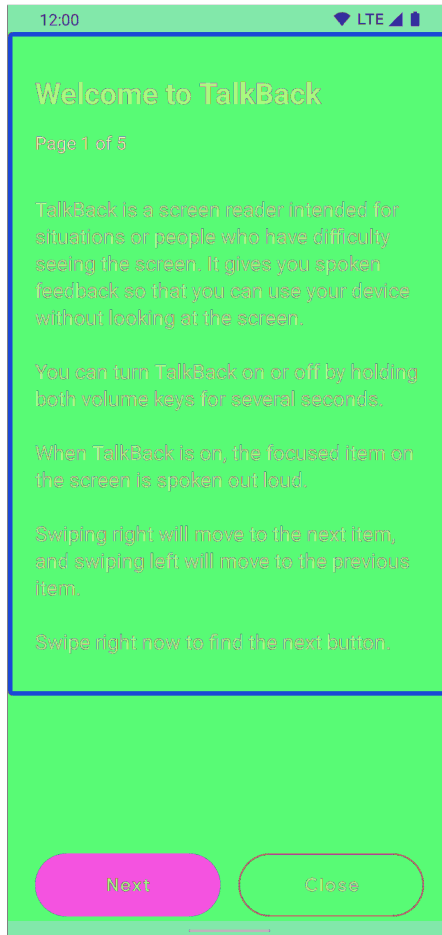 12:00
LTE
Welcome to TalkBack
Page 1 of 5
TalkBack is a screen reader intended for
situations or people who have difficulty
seeing the screen. It gives you spoken
feedback so that you can use your device
without looking at the screen.
You can turn TalkBack on or off by holding
both volume keys for several seconds.
When TalkBack is on, the focused item on
the screen is spoken out loud.
Swiping right will move to the next item,
and swiping left will move to the previous
item.
Swipe right now to find the next button.
Next
Close